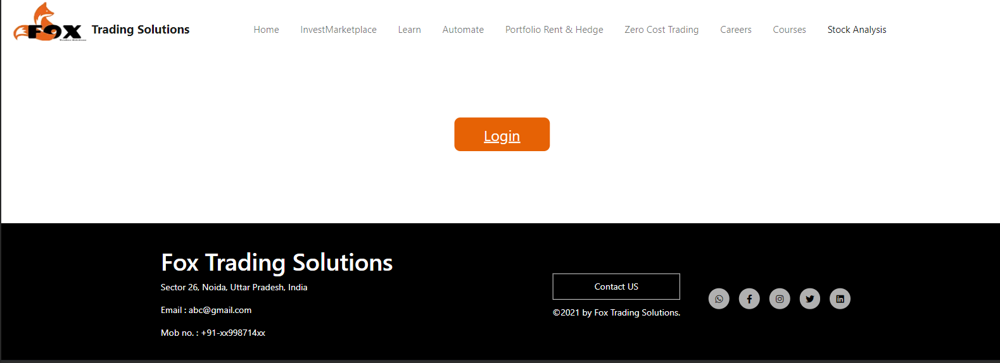 FOX
Trading Solutions
Home InvestMarketplace Learn Automate Portfolio Rent & Hedge Zero Cost Trading Careers Courses Stock Analysis
Login
Fox Trading Solutions
Sector 26, Noida, Uttar Pradesh, India
Email : abc@gmail.com
Mob no. : +91-xx998714xx
Contact US
©2021 by Fox Trading Solutions.